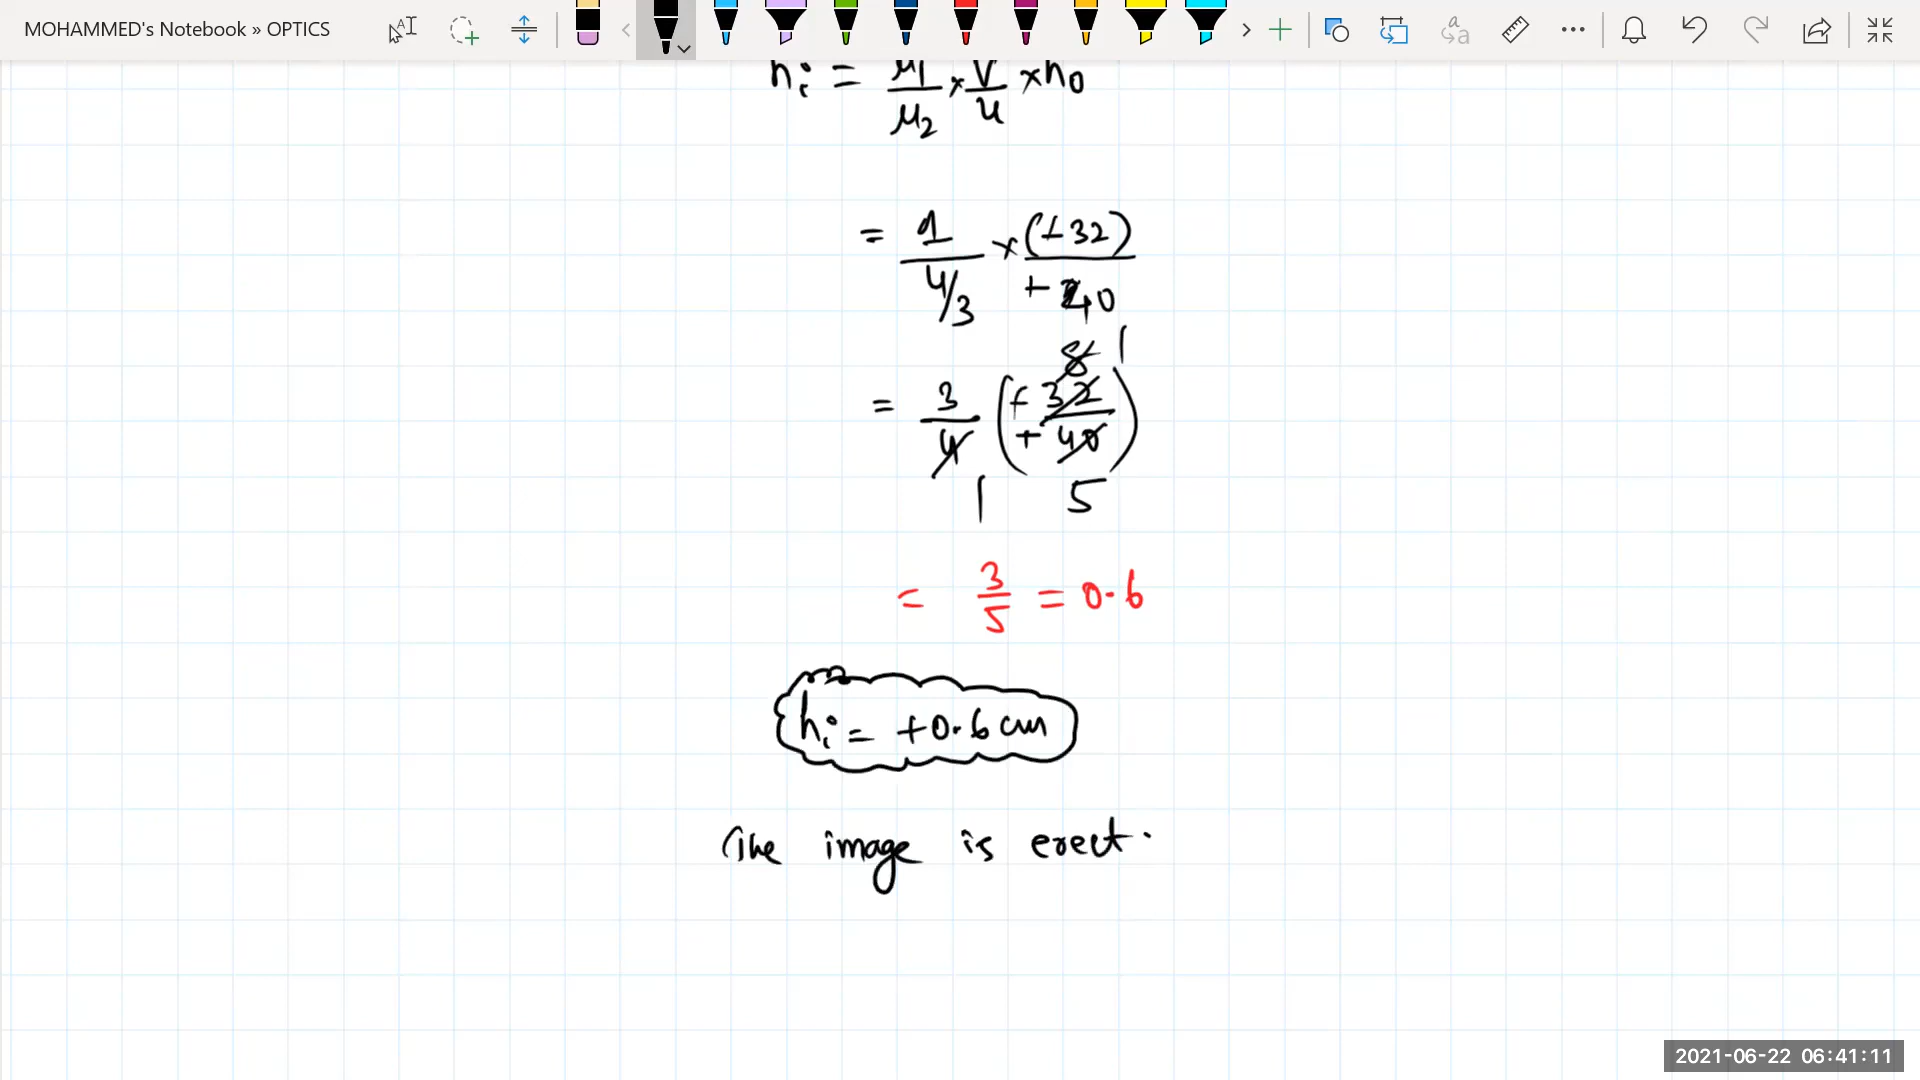 MOHAMMED's Notebook » OPTICS
hi = μ1/μ2 × v/u × h0
= 1/(4/3) × (+32)/+40
8 1
= 3/4 (+32/+40)
1 5
= 3/5 = 0.6
hi = +0.6 cm
The image is erect.
2021-06-22 06:41:11